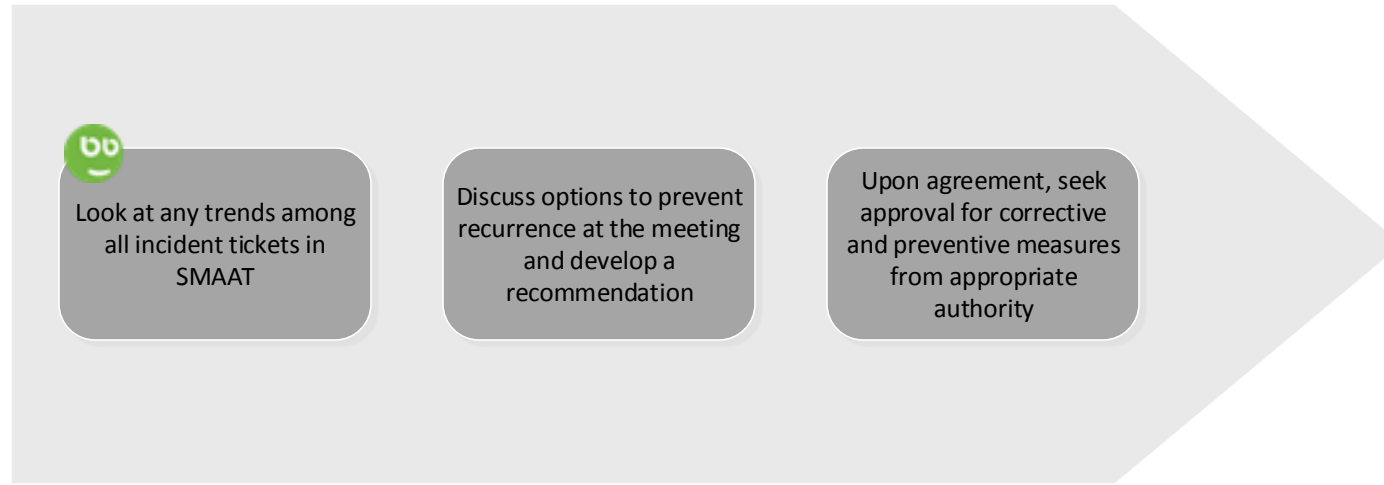 Look at any trends among
all incident tickets in
SMAAT
Discuss options to prevent
recurrence at the meeting
and develop a
recommendation
Upon agreement, seek
approval for corrective
and preventive measures
from appropriate
authority